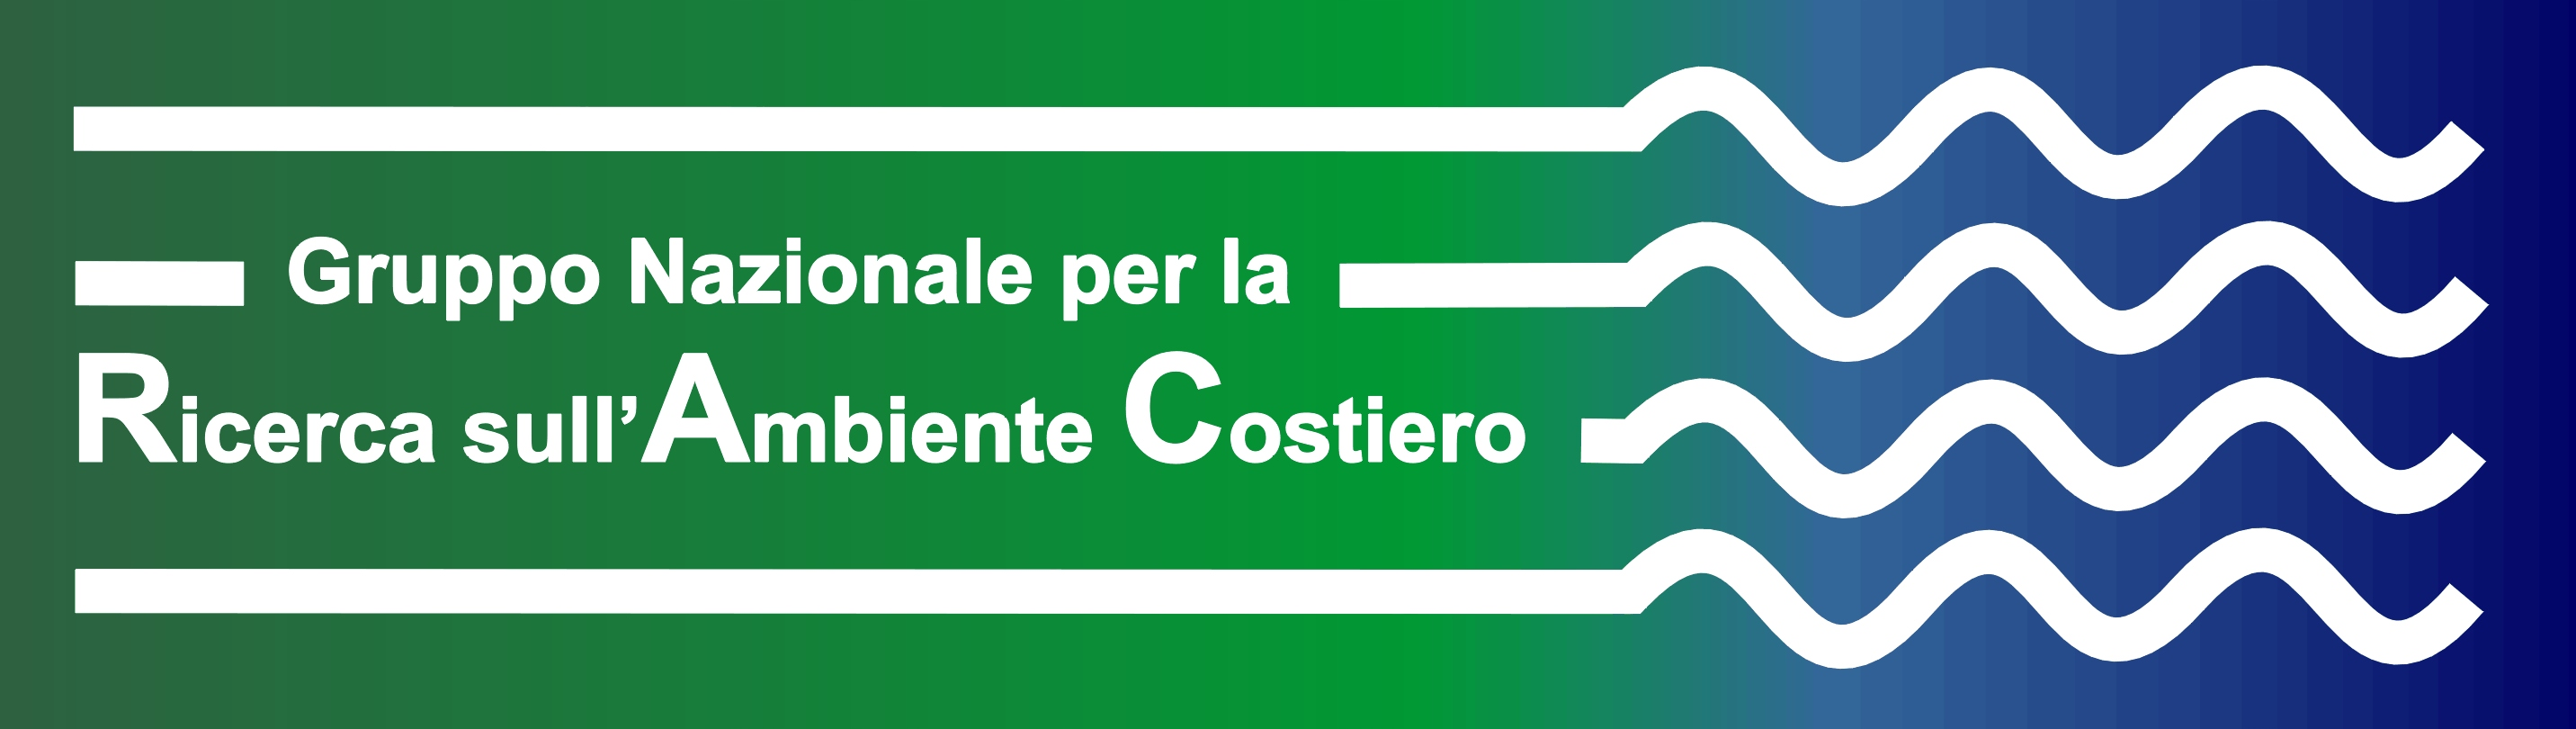 Gruppo Nazionale per la
Ricerca sull’Ambiente Costiero